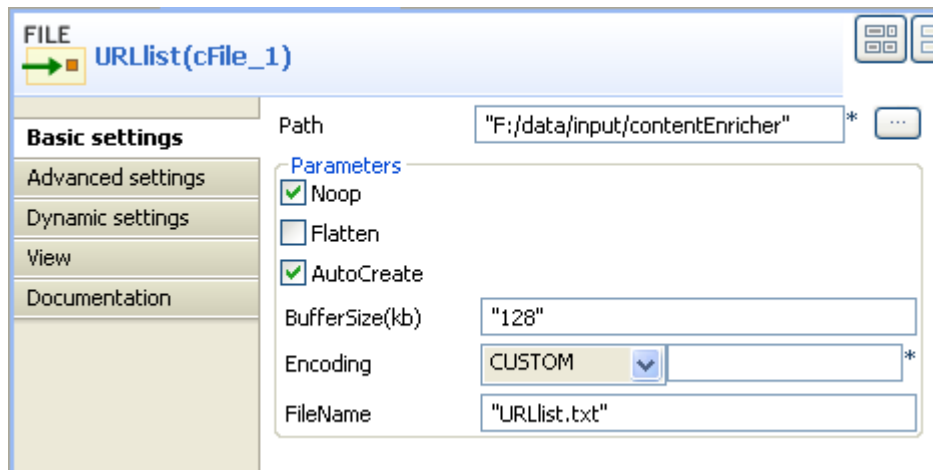 FILE
URLlist(cFile_1)
Basic settings
Advanced settings
Dynamic settings
View
Documentation
Path "F:/data/input/contentEnricher" * ...
Parameters
Noop
Flatten
AutoCreate
BufferSize(kb) "128"
Encoding CUSTOM *
FileName "URLlist.txt"